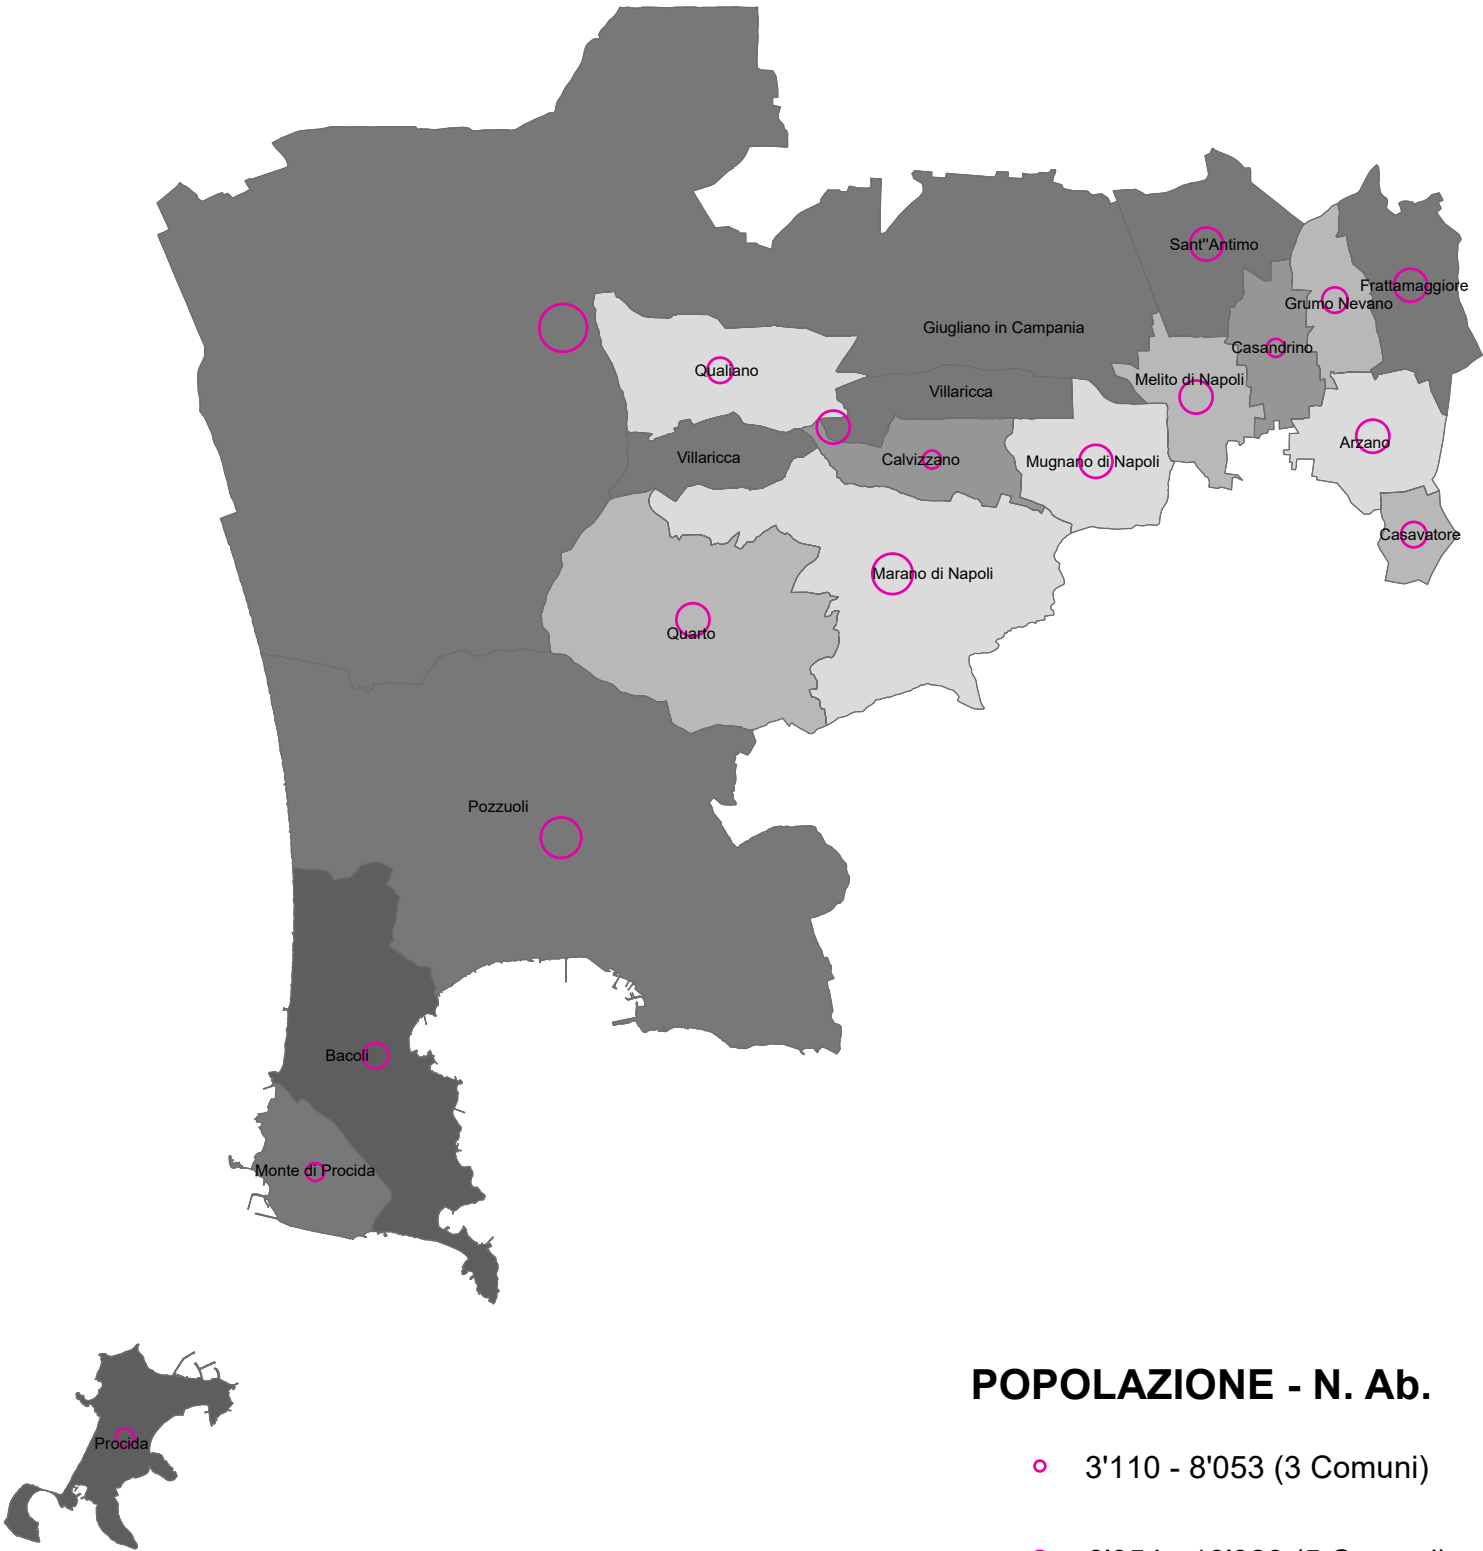 Sant''Antimo
Frattamaggiore
Grumo Nevano
Giugliano in Campania
Casandrino
Qualiano
Melito di Napoli
Villaricca
Arzano
Villaricca
Calvizzano
Mugnano di Napoli
Casavatore
Marano di Napoli
Quarto
Pozzuoli
Bacoli
Monte di Procida
Procida
POPOLAZIONE - N. Ab.
3'110 - 8'053 (3 Comuni)